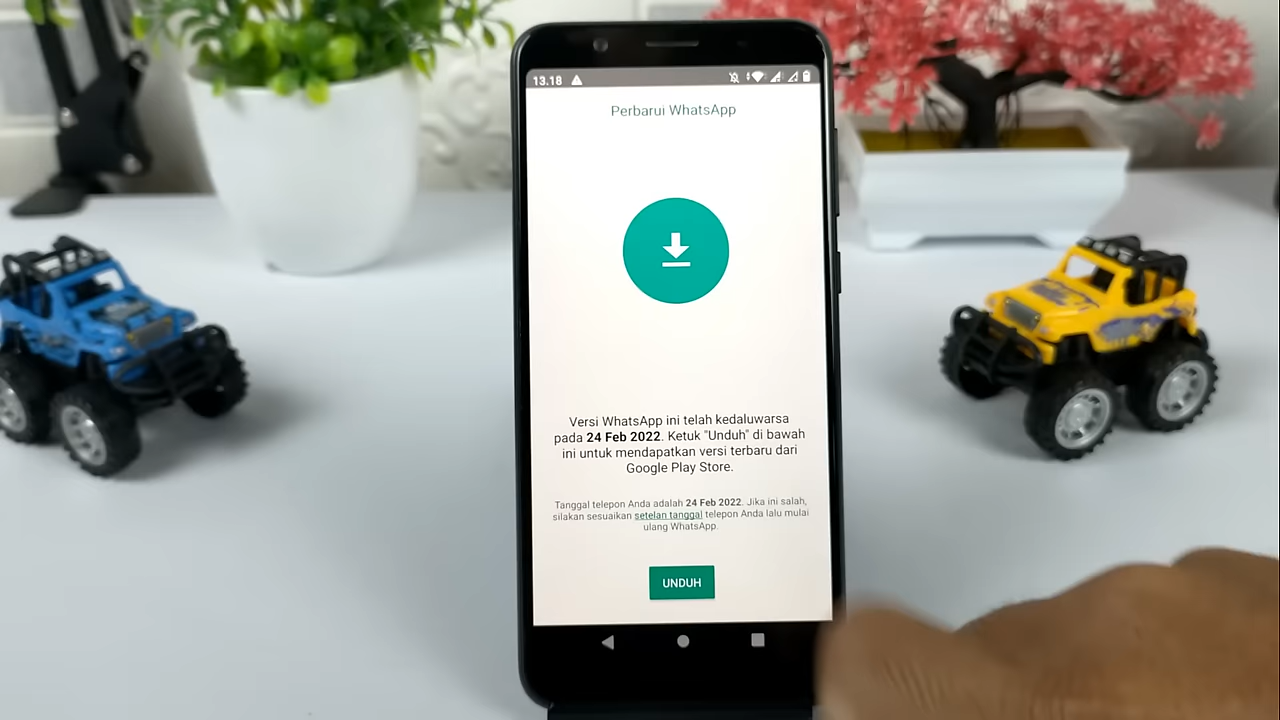 13.18
Perbarui WhatsApp
Versi WhatsApp ini telah kedaluwarsa
pada 24 Feb 2022. Ketuk "Unduh" di bawah
ini untuk mendapatkan versi terbaru dari
Google Play Store.
Tanggal telepon Anda adalah 24 Feb 2022. Jika ini salah,
silakan sesuaikan setelan tanggal telepon Anda lalu mulai
ulang WhatsApp.
UNDUH